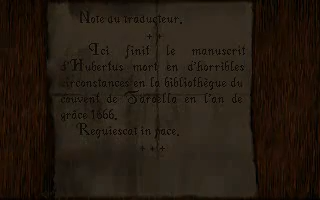 Note du traducteur.
+ +
Ici finit le manuscrit
d'Hubertus mort en d'horribles
circonstances en la bibliothèque du
couvent de Taraella en l'an de
grâce 1666.
Requiescat in pace.
+ + +